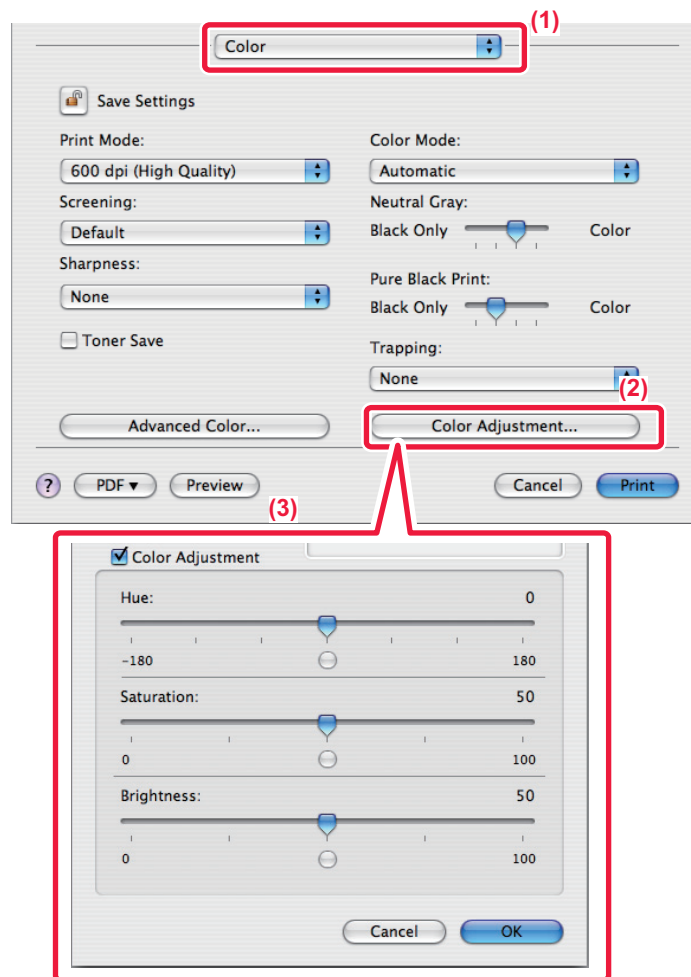 (1)
Color
Save Settings
Print Mode:
600 dpi (High Quality)
Screening:
Default
Sharpness:
None
Toner Save
Color Mode:
Automatic
Neutral Gray:
Black Only Color
Pure Black Print:
Black Only Color
Trapping:
None
(2)
Advanced Color... Color Adjustment...
? PDF▼ Preview Cancel Print
(3)
Color Adjustment
Hue: 0
-180 180
Saturation: 50
0 100
Brightness: 50
0 100
Cancel OK